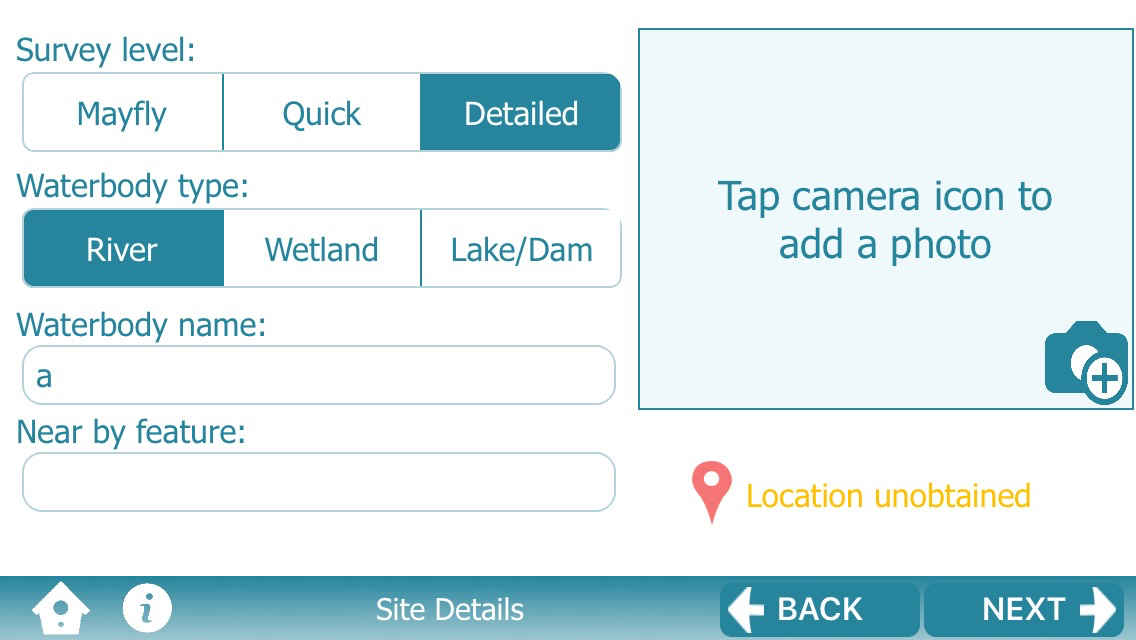 Survey level:
Mayfly Quick Detailed
Waterbody type:
River Wetland Lake/Dam
Waterbody name:
a
Near by feature:
Tap camera icon to
add a photo
Location unobtained
i Site Details BACK NEXT